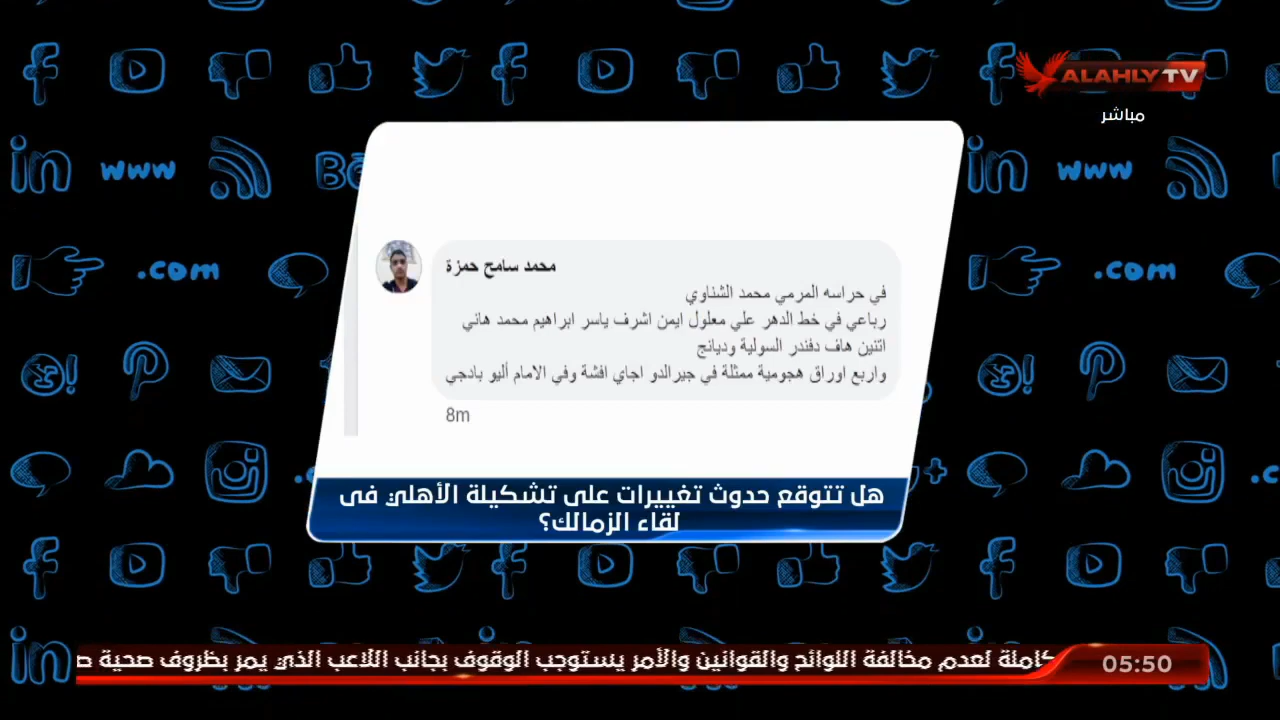 ALAHLY TV
مباشر
محمد سامح حمزة
في حراسه المرمي محمد الشناوي
رباعي في خط الدهر علي معلول ايمن اشرف ياسر ابراهيم محمد هاني
اتنين هاف دفندر السولية وديانج
واربع اوراق هجومية ممثلة في جيرالدو اجاي افشة وفي الامام أليو بادجي
8m
هل تتوقع حدوث تغييرات على تشكيلة الأهلي فى
لقاء الزمالك؟
كاملة لعدم مخالفة اللوائح والقوانين والأمر يستوجب الوقوف بجانب اللاعب الذي يمر بظروف صحية
05:50